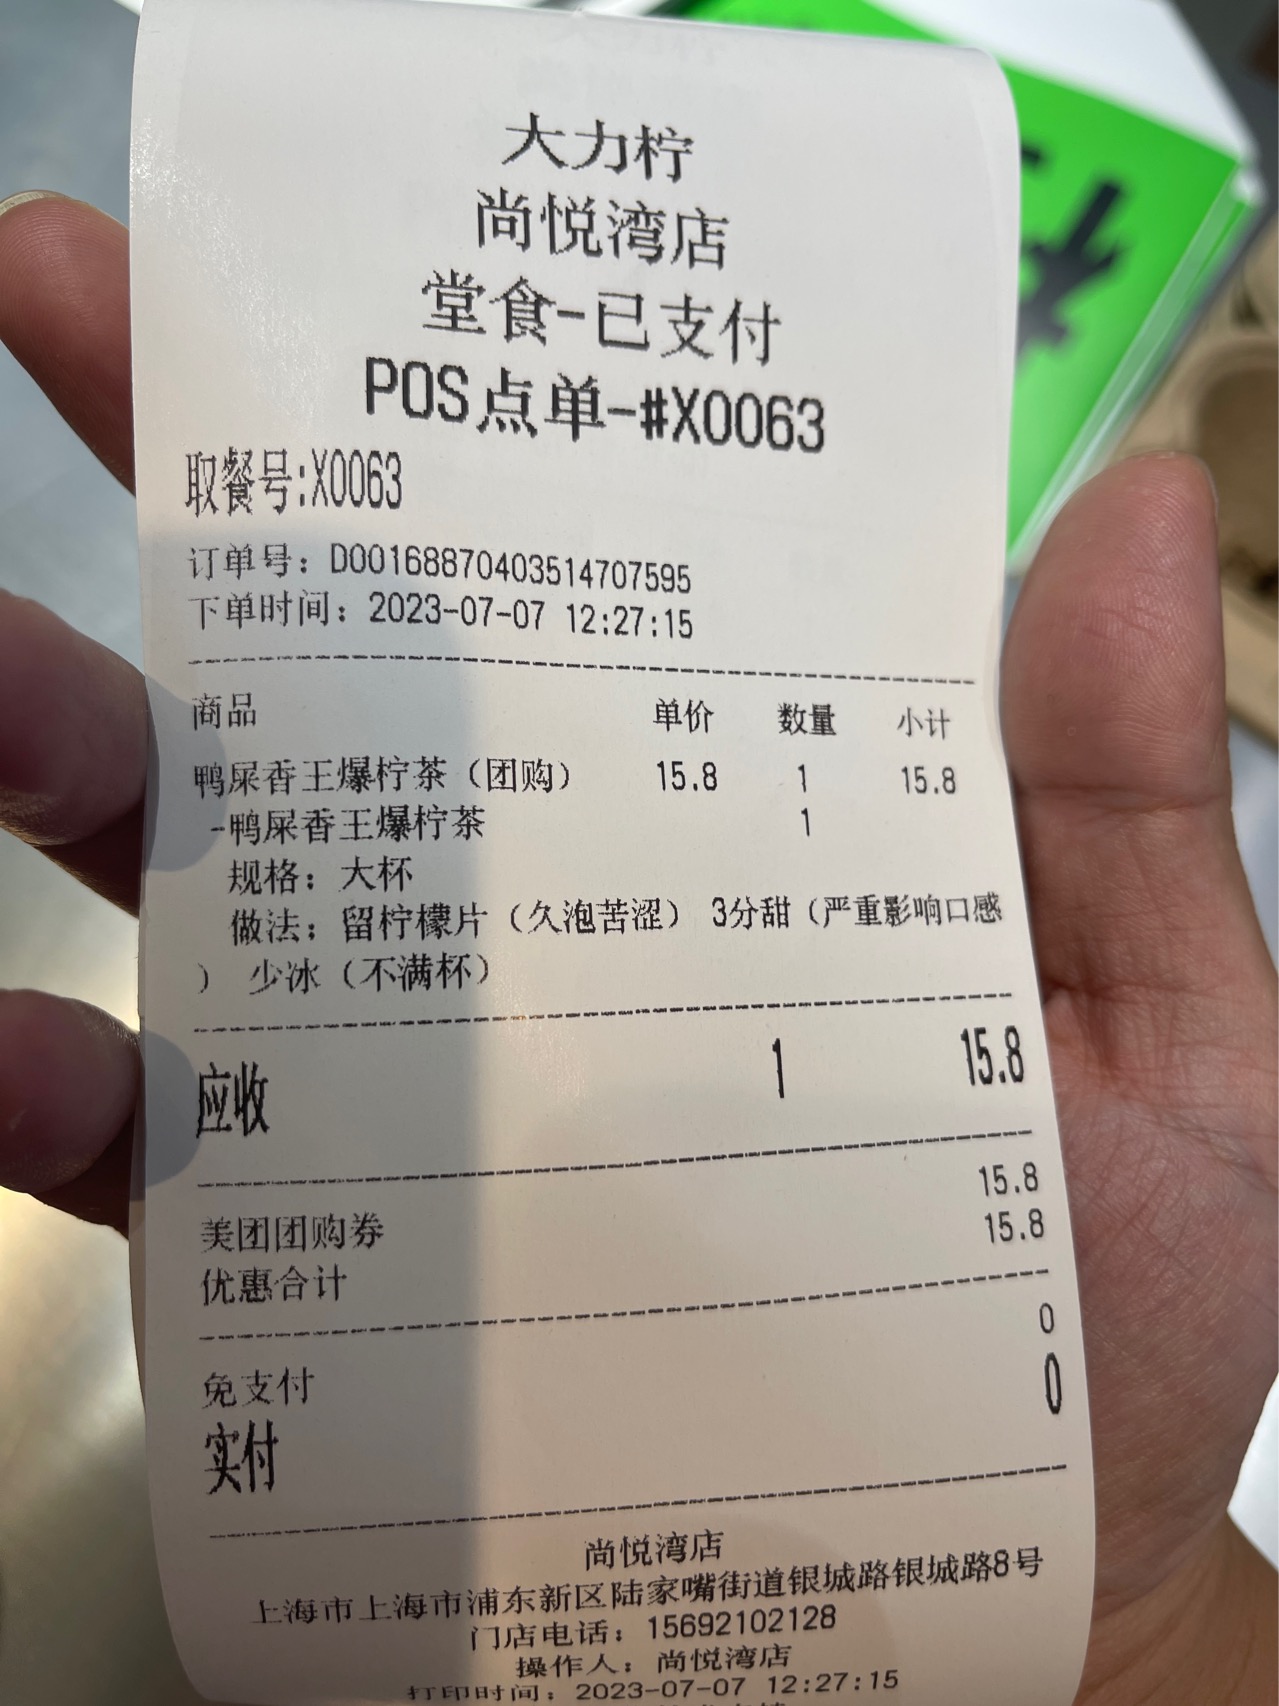 大力柠
尚悦湾店
堂食-已支付
POS点单-#X0063
取餐号:X0063
订单号：D00168870403514707595
下单时间：2023-07-07 12:27:15
商品 单价 数量 小计
鸭屎香王爆柠茶（团购） 15.8 1 15.8
-鸭屎香王爆柠茶 1
规格：大杯
做法：留柠檬片（久泡苦涩） 3分甜（严重影响口感
） 少冰（不满杯）
应收 1 15.8
美团团购券 15.8
优惠合计 15.8
免支付 0
实付 0
尚悦湾店
上海市上海市浦东新区陆家嘴街道银城路银城路8号
门店电话：15692102128
操作人：尚悦湾店
打印时间：2023-07-07 12:27:15